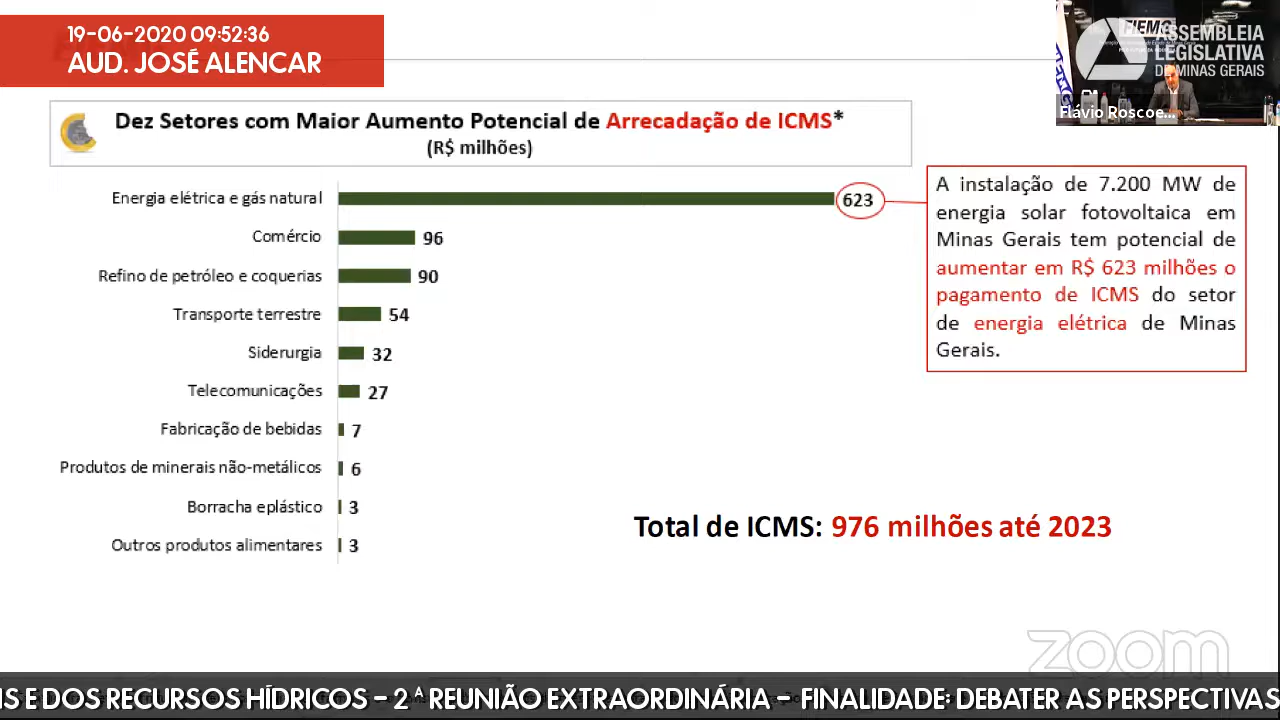 19-06-2020 09:52:36
AUD. JOSÉ ALENCAR
FIEMG
ASSEMBLEIA
LEGISLATIVA
DE MINAS GERAIS
Flávio Roscoe...
Dez Setores com Maior Aumento Potencial de Arrecadação de ICMS*
(R$ milhões)
Energia elétrica e gás natural 623
Comércio 96
Refino de petróleo e coquerias 90
Transporte terrestre 54
Siderurgia 32
Telecomunicações 27
Fabricação de bebidas 7
Produtos de minerais não-metálicos 6
Borracha eplástico 3
Outros produtos alimentares 3
A instalação de 7.200 MW de
energia solar fotovoltaica em
Minas Gerais tem potencial de
aumentar em R$ 623 milhões o
pagamento de ICMS do setor
de energia elétrica de Minas
Gerais.
Total de ICMS: 976 milhões até 2023
zoom
IS E DOS RECURSOS HÍDRICOS - 2ª REUNIÃO EXTRAORDINÁRIA - FINALIDADE: DEBATER AS PERSPECTIVAS